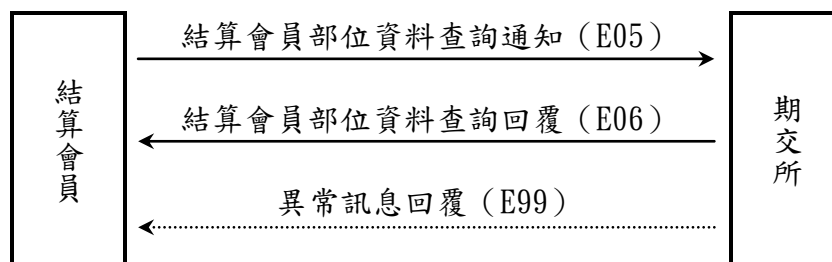 結算會員
結算會員部位資料查詢通知（E05）
結算會員部位資料查詢回覆（E06）
異常訊息回覆（E99）
期交所